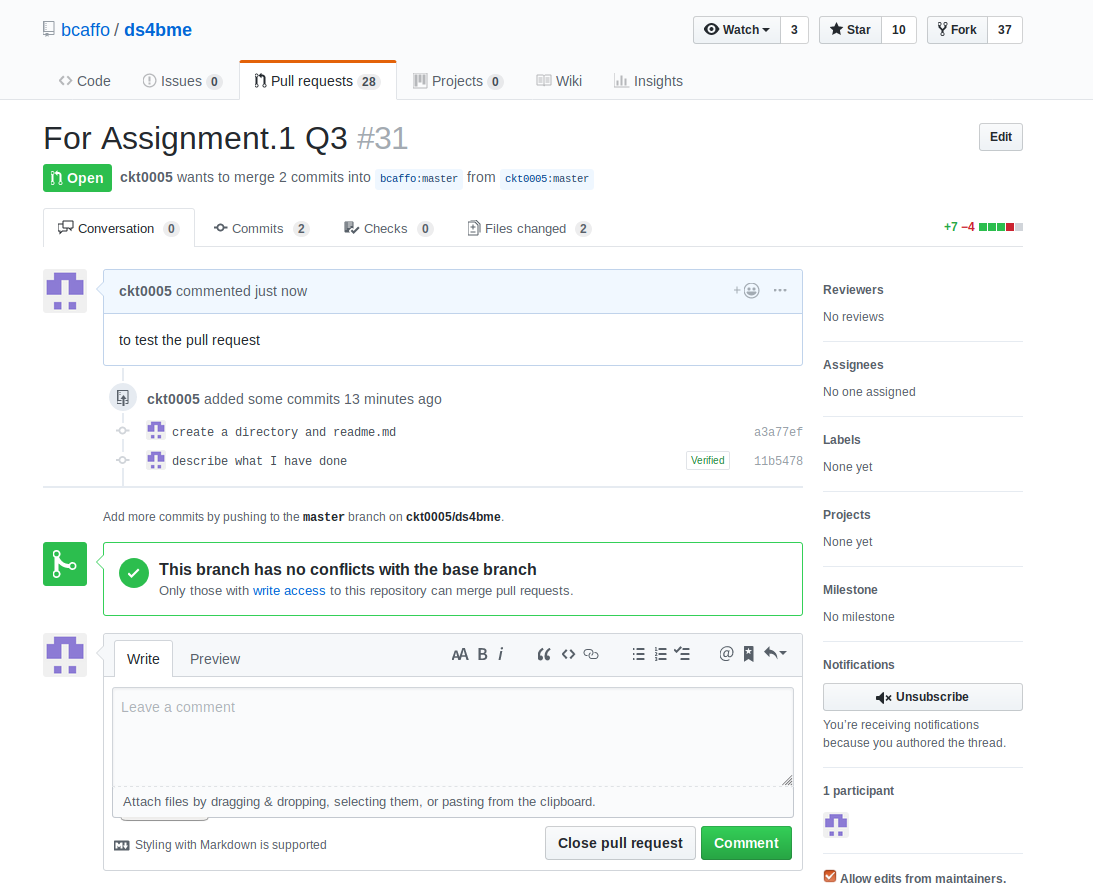 bcaffo / ds4bme
Watch 3 Star 10 Fork 37
Code Issues 0 Pull requests 28 Projects 0 Wiki Insights
For Assignment.1 Q3 #31
Edit
Open ckt0005 wants to merge 2 commits into bcaffo:master from ckt0005:master
Conversation 0 Commits 2 Checks 0 Files changed 2
+7 −4
ckt0005 commented just now
to test the pull request
ckt0005 added some commits 13 minutes ago
create a directory and readme.md a3a77ef
describe what I have done Verified 11b5478
Add more commits by pushing to the master branch on ckt0005/ds4bme.
This branch has no conflicts with the base branch
Only those with write access to this repository can merge pull requests.
Write Preview
AA B i @
Leave a comment
Attach files by dragging & dropping, selecting them, or pasting from the clipboard.
Styling with Markdown is supported
Close pull request Comment
Reviewers
No reviews
Assignees
No one assigned
Labels
None yet
Projects
None yet
Milestone
No milestone
Notifications
Unsubscribe
You're receiving notifications
because you authored the thread.
1 participant
Allow edits from maintainers.